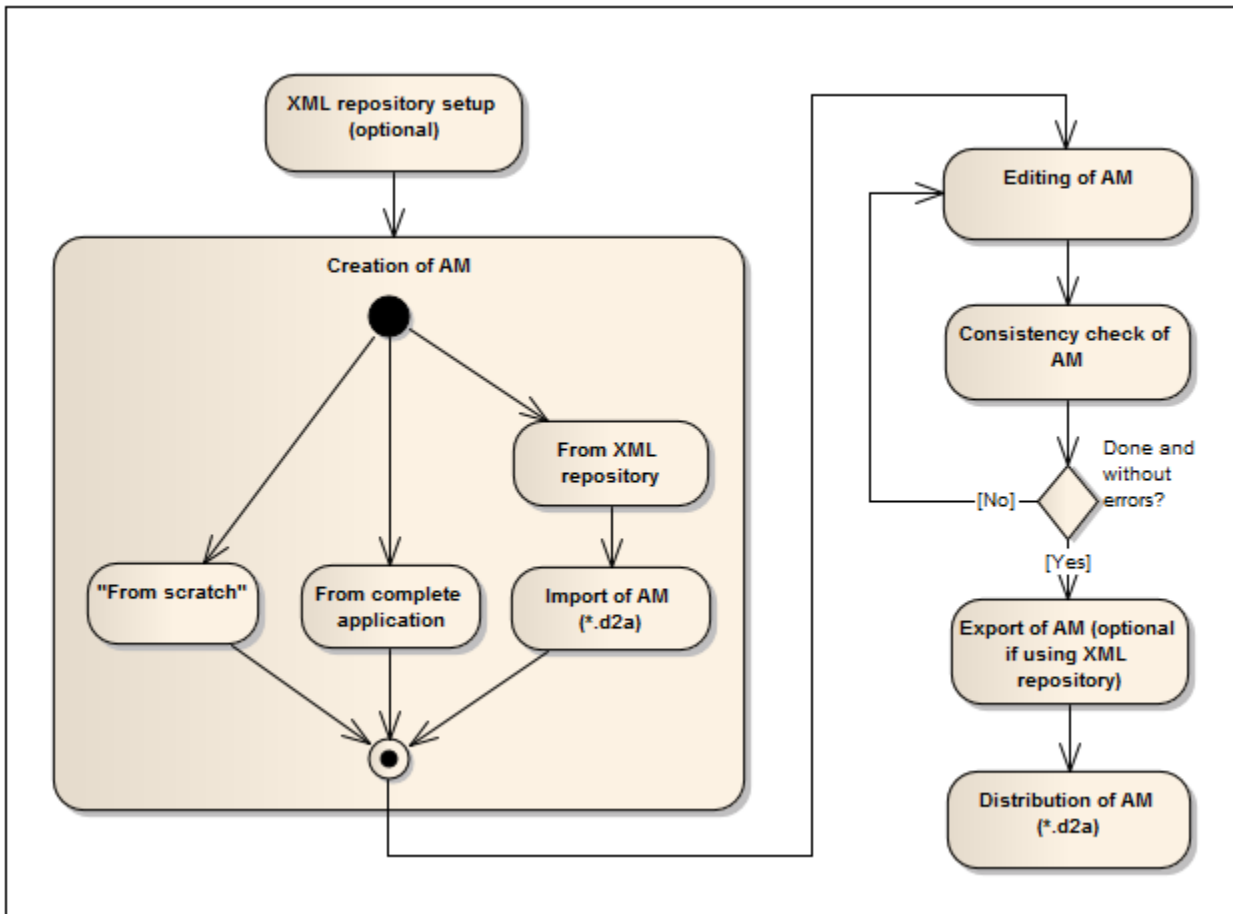 XML repository setup
(optional)
Creation of AM
From XML
repository
"From scratch"
From complete
application
Import of AM
(*.d2a)
Editing of AM
Consistency check of
AM
Done and
without
errors?
[No]
[Yes]
Export of AM (optional
if using XML
repository)
Distribution of AM
(*.d2a)